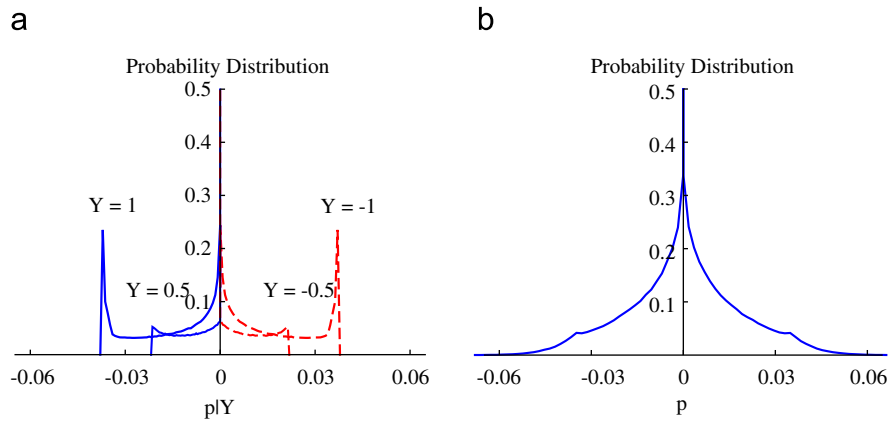 a
Probability Distribution
0.5
0.4
0.3
0.2
0.1
Y = 1
Y = -1
Y = 0.5
Y = -0.5
-0.06 -0.03 0 0.03 0.06
p|Y
b
Probability Distribution
0.5
0.4
0.3
0.2
0.1
-0.06 -0.03 0 0.03 0.06
p